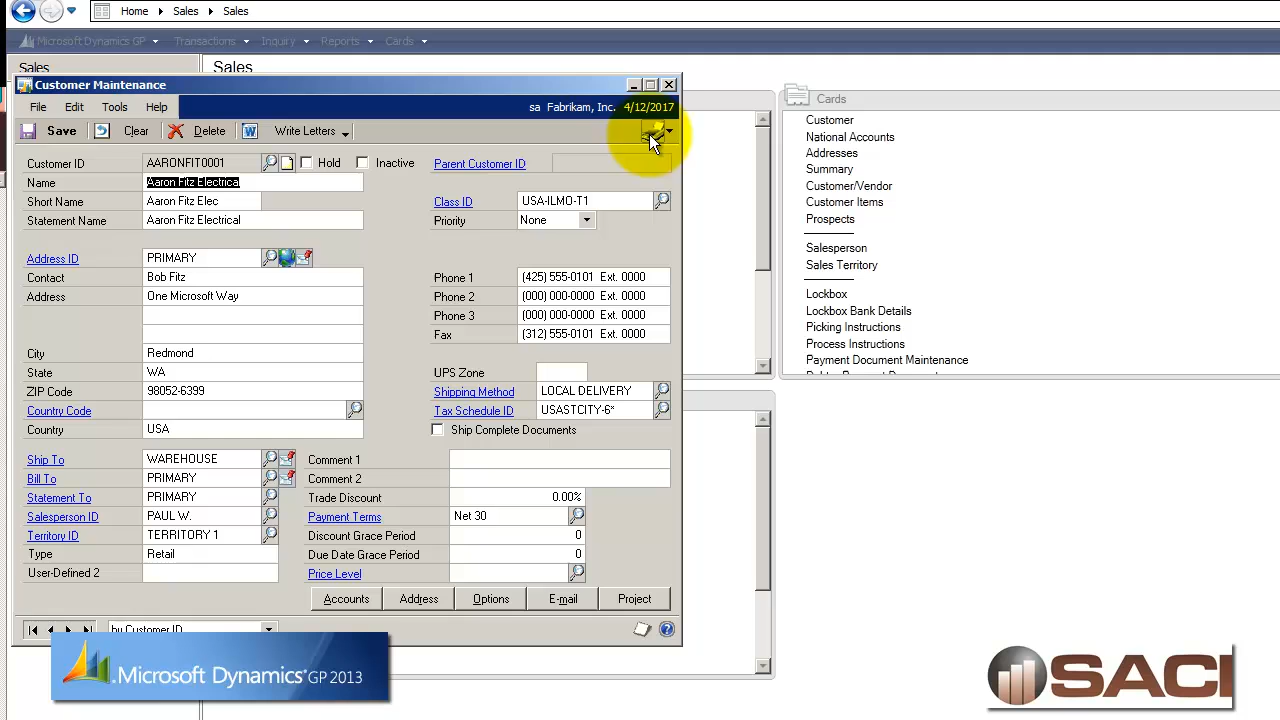 Home ▸ Sales ▸ Sales
Microsoft Dynamics GP Transactions Inquiry Reports Cards
Sales
Sales
Customer Maintenance
File Edit Tools Help
sa Fabrikam, Inc. 4/12/2017
Save Clear Delete Write Letters
Customer ID AARONFIT0001 Hold Inactive Parent Customer ID
Name Aaron Fitz Electrical
Short Name Aaron Fitz Elec Class ID USA-ILMO-T1
Statement Name Aaron Fitz Electrical Priority None
Address ID PRIMARY
Contact Bob Fitz Phone 1 (425) 555-0101 Ext. 0000
Address One Microsoft Way Phone 2 (000) 000-0000 Ext. 0000
Phone 3 (000) 000-0000 Ext. 0000
Fax (312) 555-0101 Ext. 0000
City Redmond
State WA UPS Zone
ZIP Code 98052-6399 Shipping Method LOCAL DELIVERY
Country Code Tax Schedule ID USASTCITY-6*
Country USA Ship Complete Documents
Ship To WAREHOUSE Comment 1
Bill To PRIMARY Comment 2
Statement To PRIMARY Trade Discount 0.00%
Salesperson ID PAUL W. Payment Terms Net 30
Territory ID TERRITORY 1 Discount Grace Period 0
Type Retail Due Date Grace Period 0
User-Defined 2 Price Level
Accounts Address Options E-mail Project
by Customer ID
Cards
Customer
National Accounts
Addresses
Summary
Customer/Vendor
Customer Items
Prospects
Salesperson
Sales Territory
Lockbox
Lockbox Bank Details
Picking Instructions
Process Instructions
Payment Document Maintenance
Microsoft Dynamics GP 2013
SACI